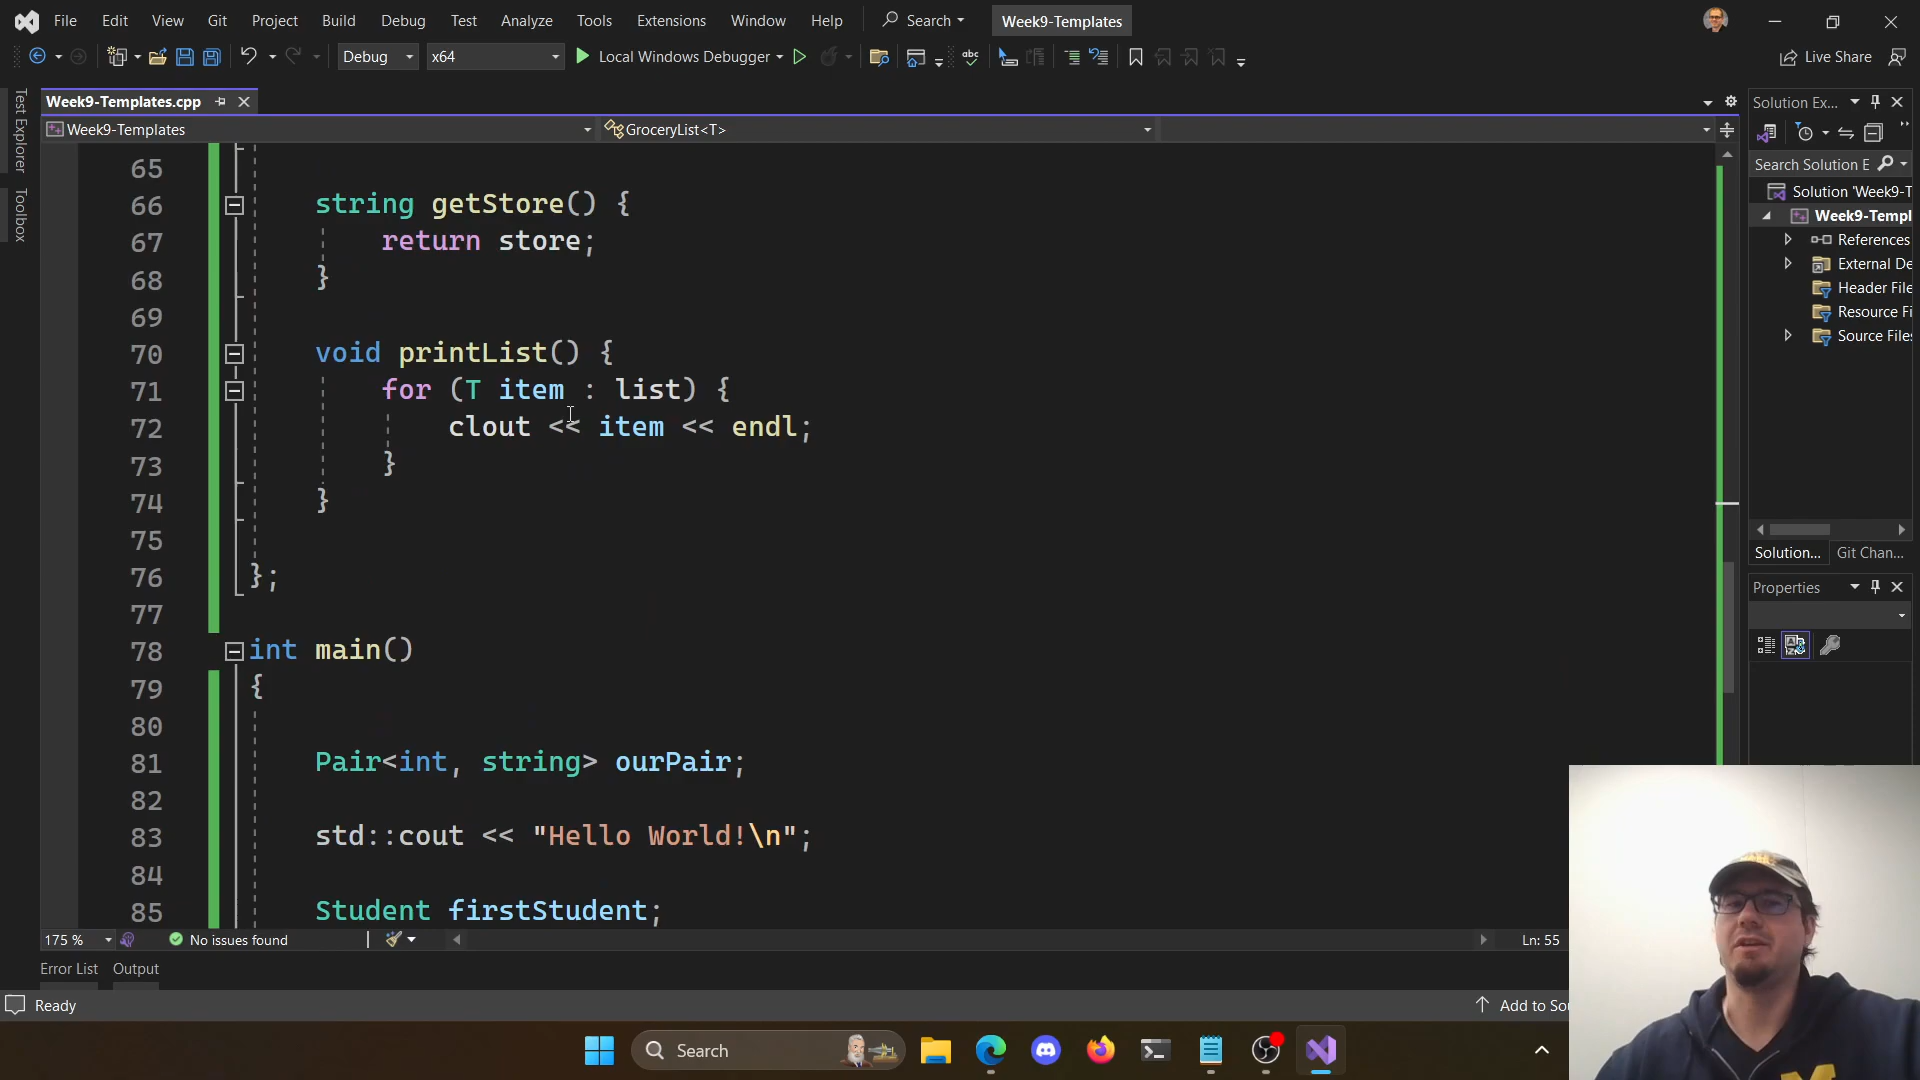 File Edit View Git Project Build Debug Test Analyze Tools Extensions Window Help Search Week9-Templates
Debug x64 Local Windows Debugger Live Share
Test Explorer
Toolbox
Week9-Templates.cpp
Week9-Templates GroceryList<T>
65
66 string getStore() {
67 return store;
68 }
69
70 void printList() {
71 for (T item : list) {
72 clout << item << endl;
73 }
74 }
75
76 };
77
78 int main()
79 {
80
81 Pair<int, string> ourPair;
82
83 std::cout << "Hello World!\n";
84
85 Student firstStudent;
175 % No issues found Ln: 55
Error List Output
Ready Add to So
Solution Ex...
Search Solution E
Solution 'Week9-T
Week9-Templ
References
External De
Header File
Resource Fi
Source File
Solution... Git Chan...
Properties
Search